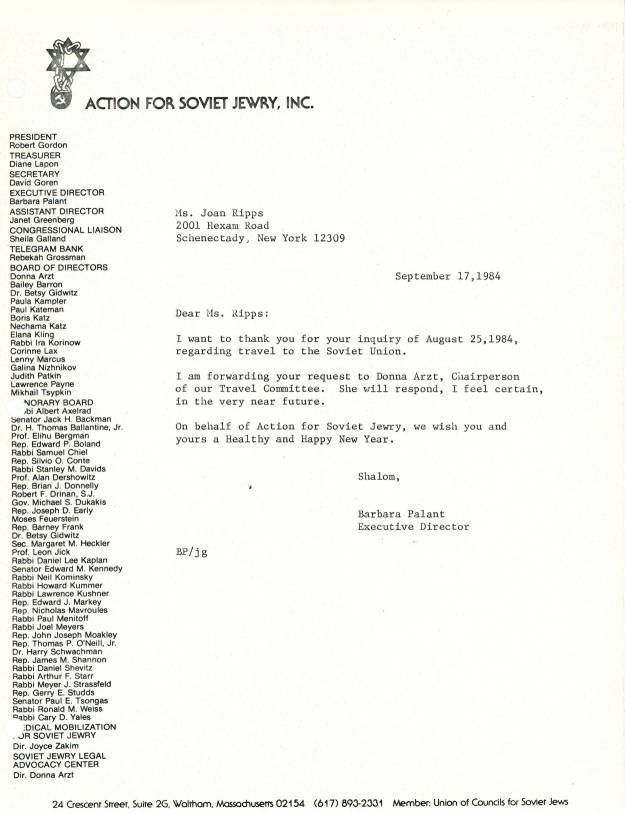 ACTION FOR SOVIET JEWRY, INC.
PRESIDENT
Robert Gordon
TREASURER
Diane Lapon
SECRETARY
David Goren
EXECUTIVE DIRECTOR
Barbara Palant
ASSISTANT DIRECTOR
Janet Greenberg
CONGRESSIONAL LIAISON
Sheila Galland
TELEGRAM BANK
Rebekah Grossman
BOARD OF DIRECTORS
Donna Arzt
Bailey Barron
Dr. Betsy Gidwitz
Paula Kampler
Paul Kateman
Boris Katz
Nechama Katz
Elana Kling
Rabbi Ira Korinow
Corinne Lax
Lenny Marcus
Galina Nizhnikov
Judith Patkin
Lawrence Payne
Mikhail Tsypkin
NORARY BOARD
bi Albert Axelrad
Senator Jack H. Backman
Dr. H. Thomas Ballantine, Jr.
Prof. Elihu Bergman
Rep. Edward P. Boland
Rabbi Samuel Chiel
Rep. Silvio O. Conte
Rabbi Stanley M. Davids
Prof. Alan Dershowitz
Rep. Brian J. Donnelly
Robert F. Drinan, S.J.
Gov. Michael S. Dukakis
Rep. Joseph D. Early
Moses Feuerstein
Rep. Barney Frank
Dr. Betsy Gidwitz
Sec. Margaret M. Heckler
Prof. Leon Jick
Rabbi Daniel Lee Kaplan
Senator Edward M. Kennedy
Rabbi Neil Kominsky
Rabbi Howard Kummer
Rabbi Lawrence Kushner
Rep. Edward J. Markey
Rep. Nicholas Mavroules
Rabbi Paul Menitoff
Rabbi Joel Meyers
Rep. John Joseph Moakley
Rep. Thomas P. O'Neill, Jr.
Dr. Harry Schwachman
Rep. James M. Shannon
Rabbi Daniel Shevitz
Rabbi Arthur F. Starr
Rabbi Meyer J. Strassfeld
Rep. Gerry E. Studds
Senator Paul E. Tsongas
Rabbi Ronald M. Weiss
Rabbi Cary D. Yales
DICAL MOBILIZATION
OR SOVIET JEWRY
Dir. Joyce Zakim
SOVIET JEWRY LEGAL
ADVOCACY CENTER
Dir. Donna Arzt
Ms. Joan Ripps
2001 Hexam Road
Schenectady, New York 12309
September 17,1984
Dear Ms. Ripps:
I want to thank you for your inquiry of August 25,1984,
regarding travel to the Soviet Union.
I am forwarding your request to Donna Arzt, Chairperson
of our Travel Committee. She will respond, I feel certain,
in the very near future.
On behalf of Action for Soviet Jewry, we wish you and
yours a Healthy and Happy New Year.
Shalom,
Barbara Palant
Executive Director
BP/jg
24 Crescent Street, Suite 2G, Waltham, Massachusetts 02154 (617) 893-2331 Member: Union of Councils for Soviet Jews